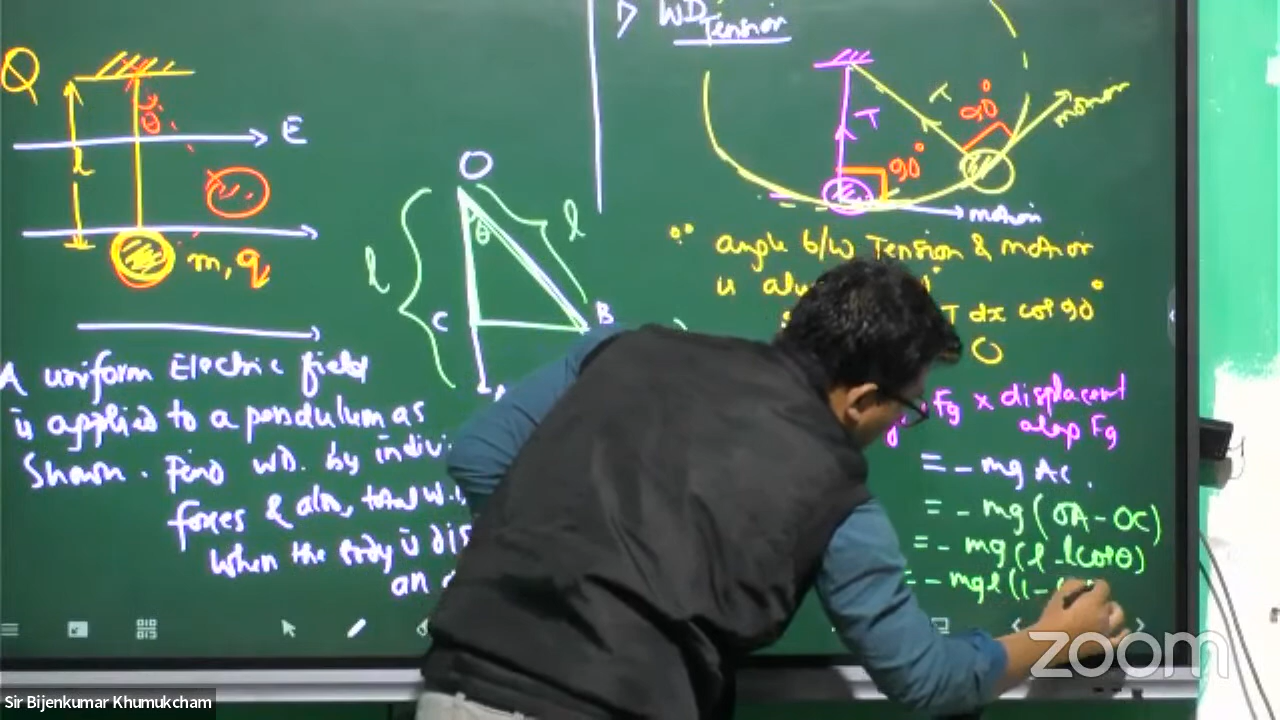 Q
θ
E
l
m, q
A uniform Electric field
is applied to a pendulum as
Shown. Find WD. by indivi
forces & also, total W.
When the body is dis
an
O
θ
l
l
C
B
7 WD Tension
T
T
90°
90°
motion
motion
∴ angle b/w Tension & motion
is
T dx cos 90°
O
Fg x displacement
along Fg
= - mg AC.
= - mg (OA - OC)
= - mg (l - l cos θ)
= - mgl (1 -
zoom
Sir Bijenkumar Khumukcham